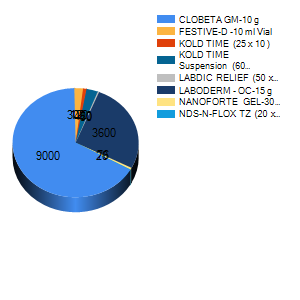 CLOBETA GM-10 g
FESTIVE-D -10 ml Vial
KOLD TIME (25 x 10 )
KOLD TIME
Suspension (60...
LABDIC RELIEF (50 x...
LABODERM - OC-15 g
NANOFORTE GEL-30...
NDS-N-FLOX TZ (20 x...
3600
9000